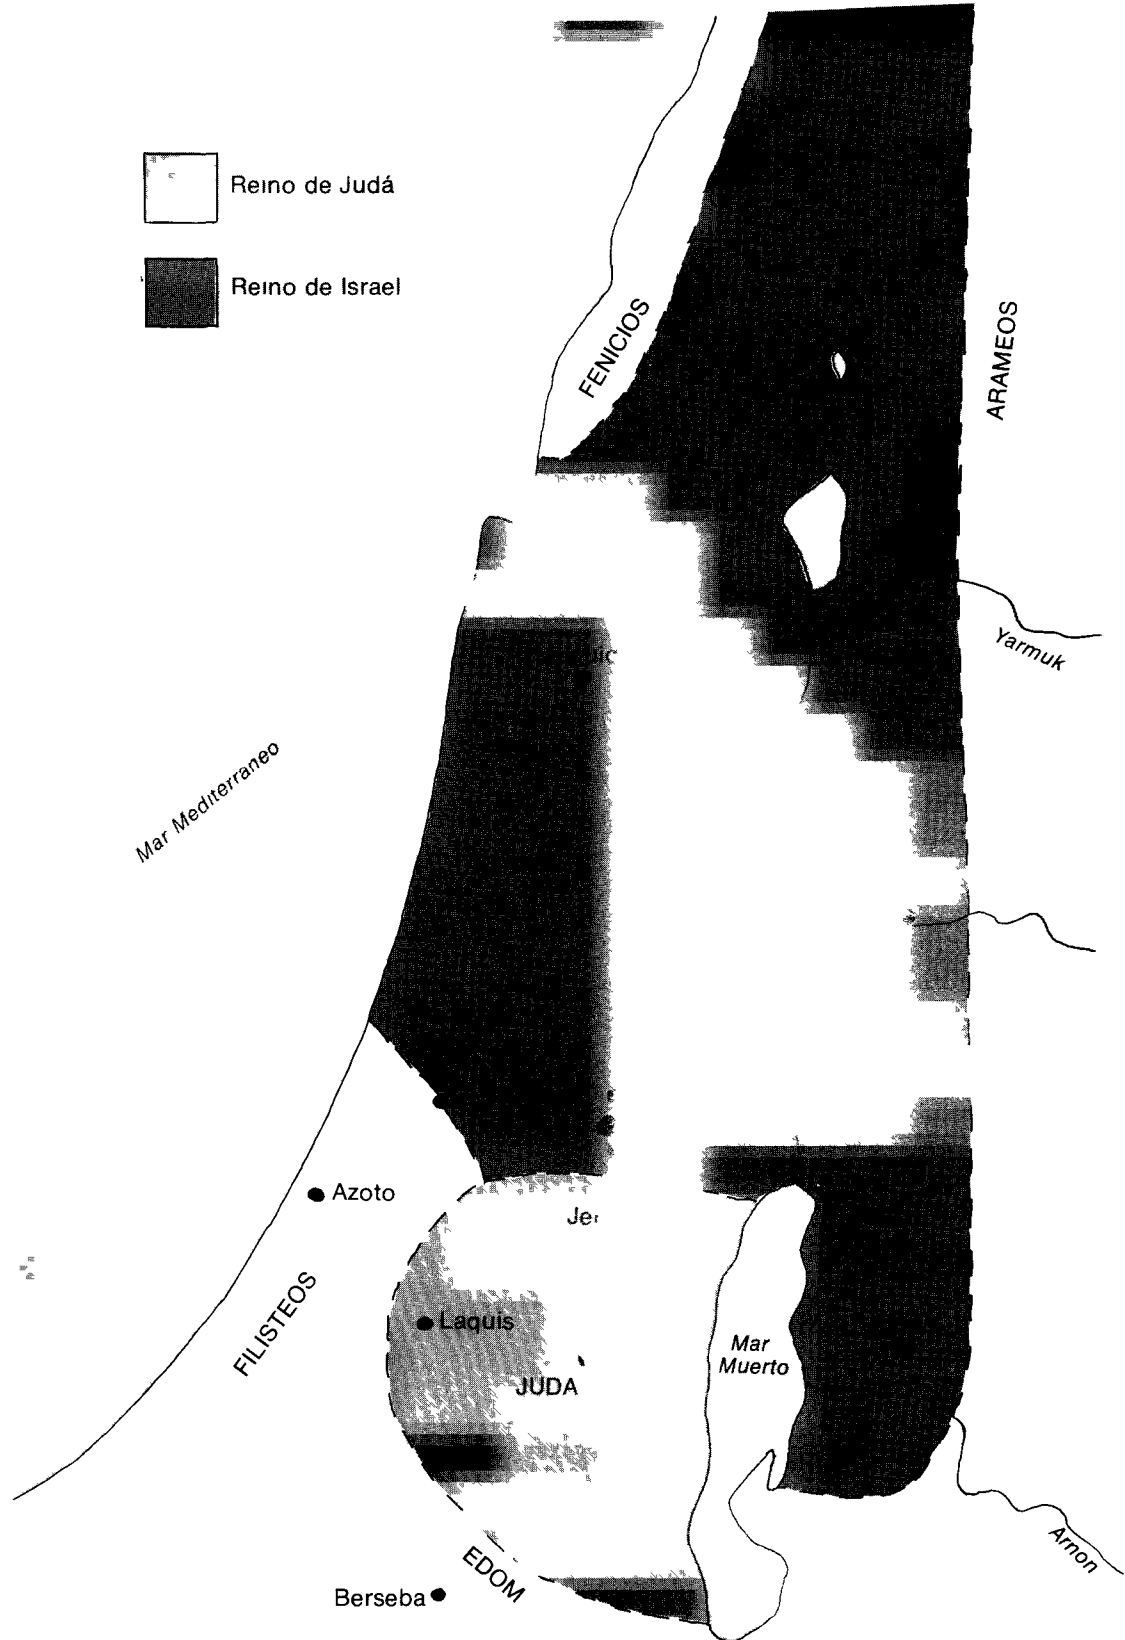 Reino de Judá
Reino de Israel
FENICIOS
ARAMEOS
Yarmuk
Mar Mediterraneo
Azoto
FILISTEOS
Laquis
JUDA
Mar
Muerto
EDOM
Berseba
Arnon